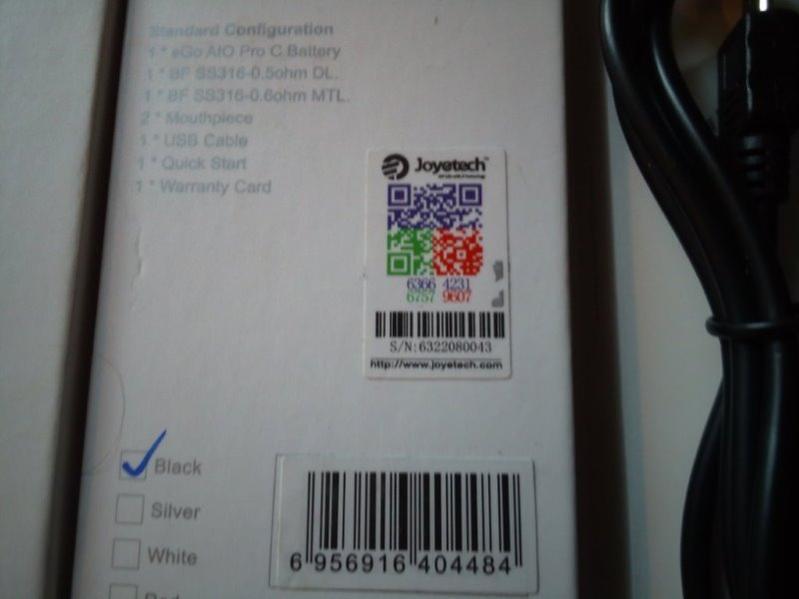 Standard Configuration
1 * eGo AIO Pro C Battery
1 * BF SS316-0.5ohm DL.
1 * BF SS316-0.6ohm MTL.
2 * Mouthpiece
1 * USB Cable
1 * Quick Start
1 * Warranty Card
Joyetech™
6366 4231
6757 9607
S/N:6322080043
http://www.joyetech.com
Black
Silver
White
6 956916 404484